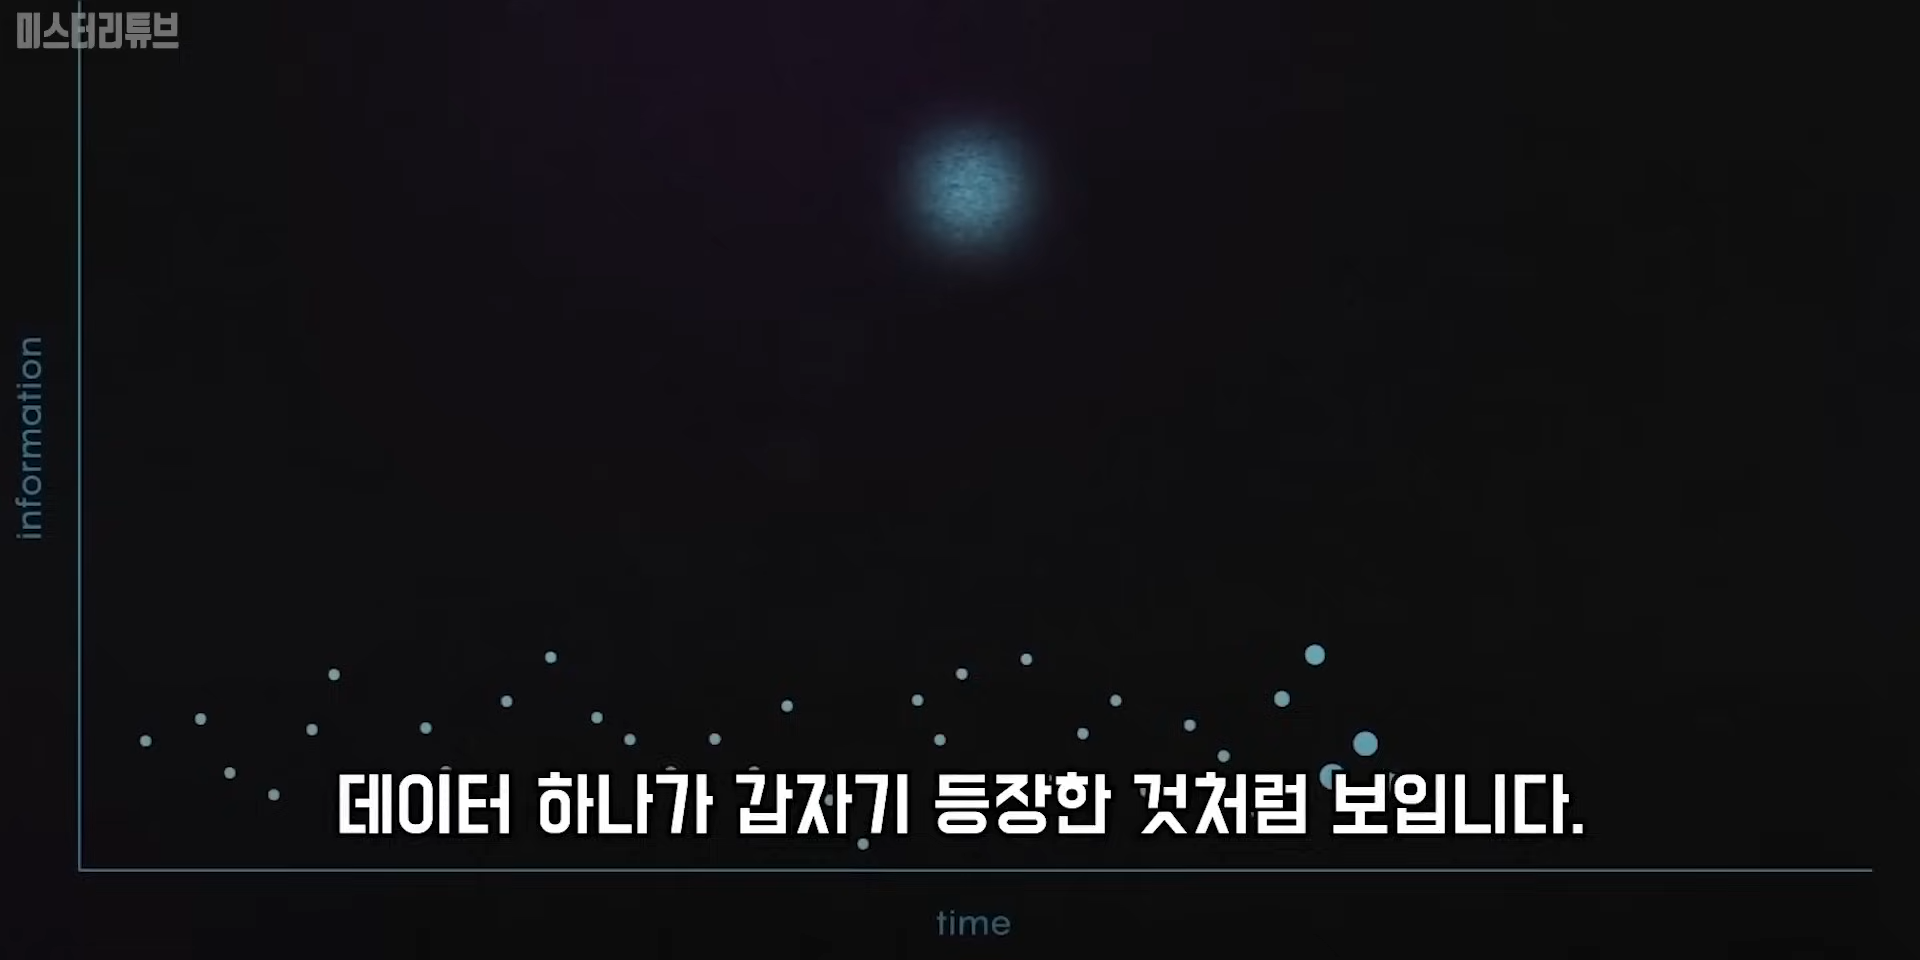 미스터리튜브
information
데이터 하나가 갑자기 등장한 것처럼 보입니다.
time